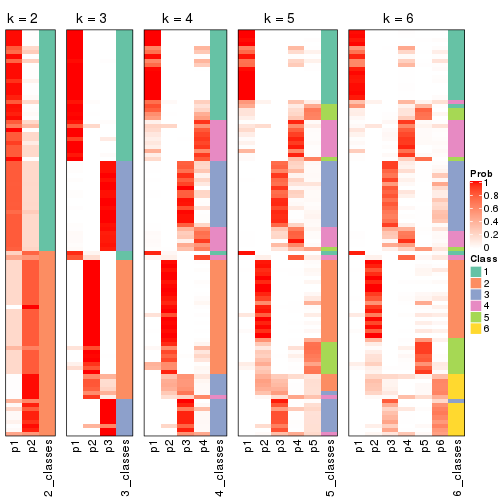 k = 2
k = 3
k = 4
k = 5
k = 6
p1
p2
2_classes
p1
p2
p3
3_classes
p1
p2
p3
p4
4_classes
p1
p2
p3
p4
p5
5_classes
p1
p2
p3
p4
p5
p6
6_classes
Prob
1
0.8
0.6
0.4
0.2
0
Class
1
2
3
4
5
6